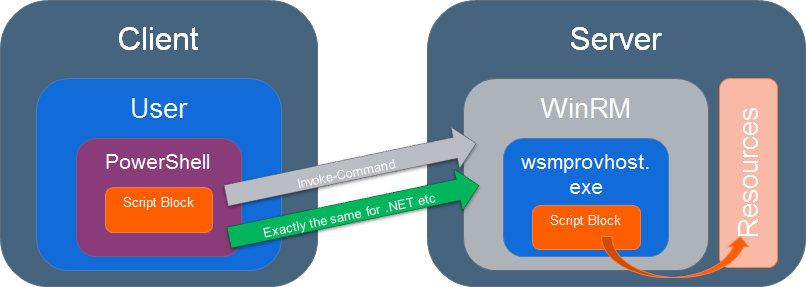 Client
User
PowerShell
Script Block
Invoke-Command
Exactly the same for .NET etc
Server
WinRM
wsmprovhost.
exe
Script Block
Resources